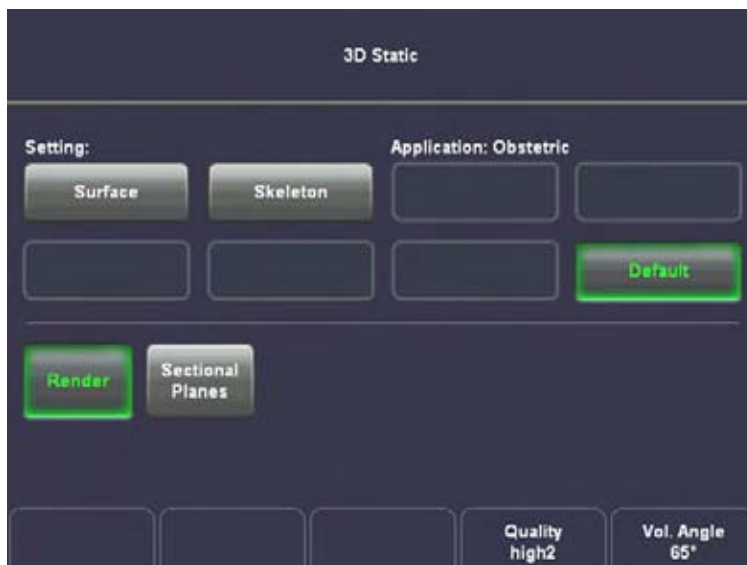 3D Static
Setting:
Application: Obstetric
Surface
Skeleton
Default
Render
Sectional
Planes
Quality
high2
Vol. Angle
65°